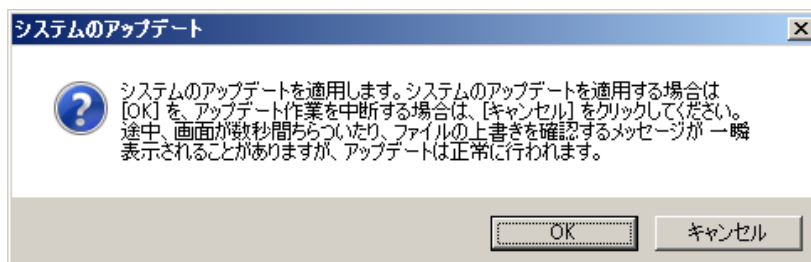 システムのアップデート
システムのアップデートを適用します。システムのアップデートを適用する場合は
[OK] を、アップデート作業を中断する場合は、[キャンセル] をクリックしてください。
途中、画面が数秒間ちらついたり、ファイルの上書きを確認するメッセージが 一瞬
表示されることがありますが、アップデートは正常に行われます。
OK
キャンセル